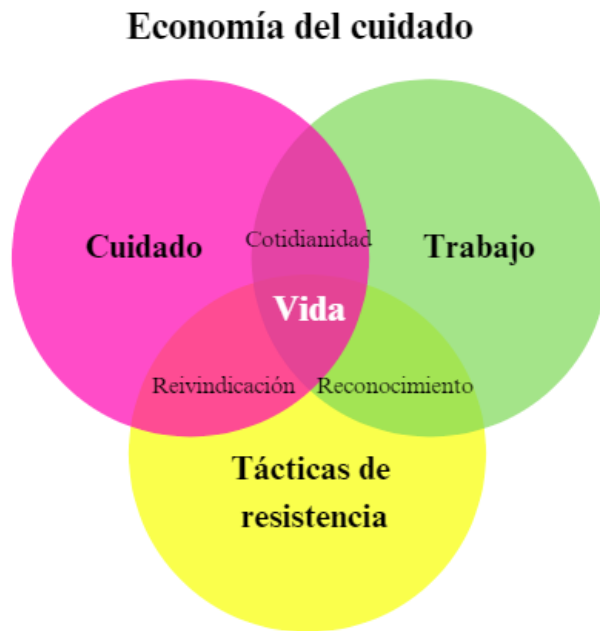 Economía del cuidado
Cuidado
Cotidianidad
Trabajo
Vida
Reivindicación
Reconocimiento
Tácticas de
resistencia